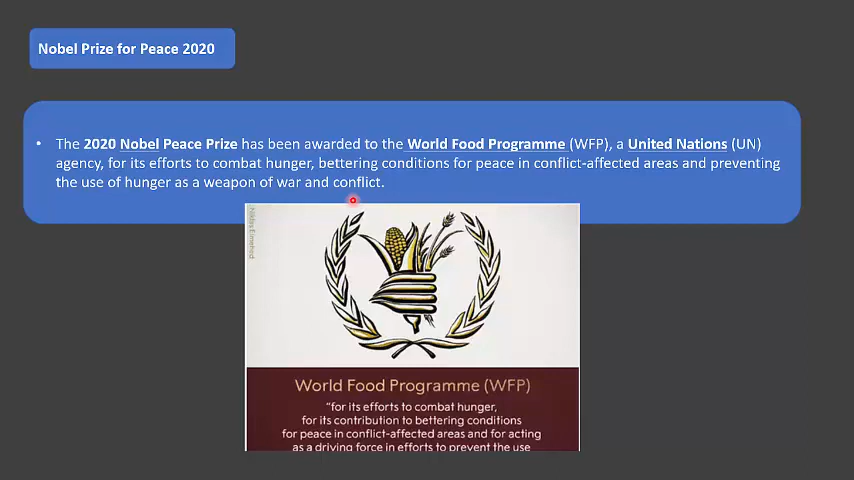 Nobel Prize for Peace 2020
• The 2020 Nobel Peace Prize has been awarded to the World Food Programme (WFP), a United Nations (UN)
agency, for its efforts to combat hunger, bettering conditions for peace in conflict-affected areas and preventing
the use of hunger as a weapon of war and conflict.
World Food Programme (WFP)
“for its efforts to combat hunger,
for its contribution to bettering conditions
for peace in conflict-affected areas and for acting
as a driving force in efforts to prevent the use